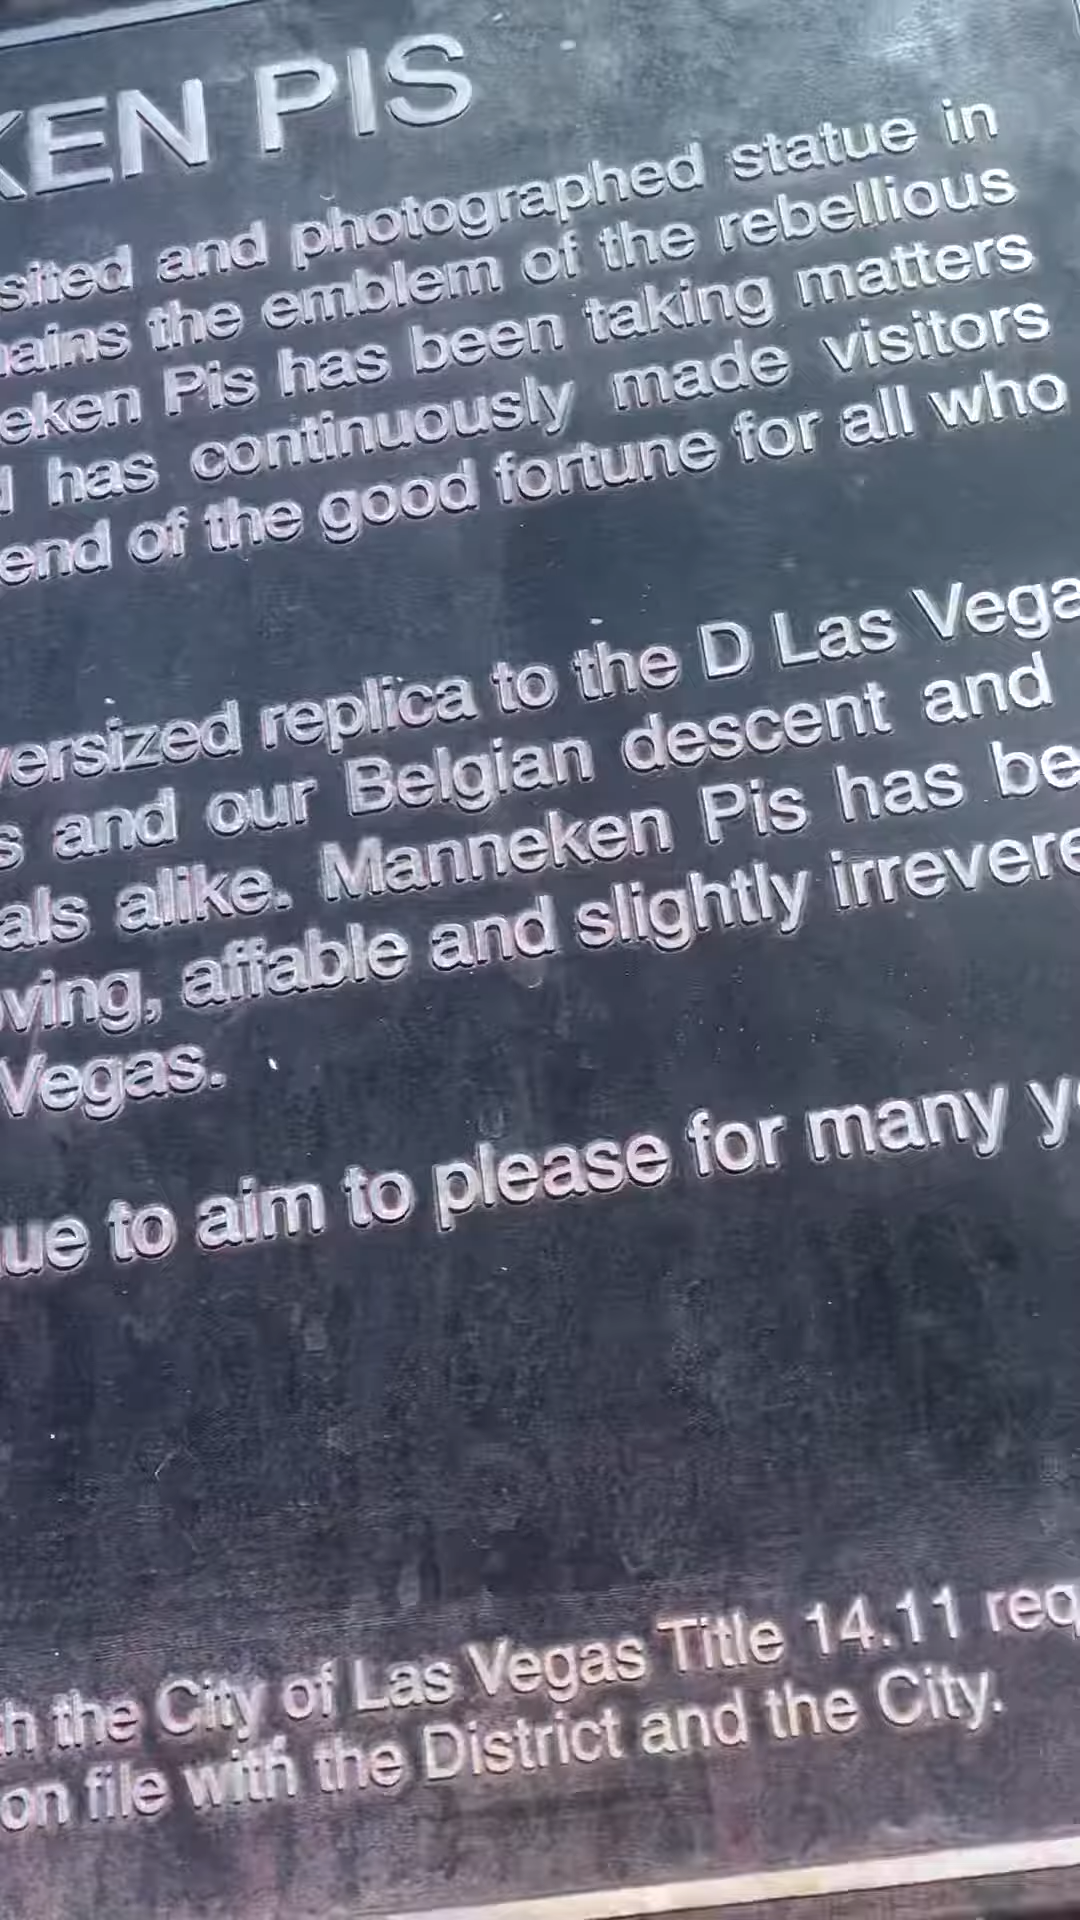 KEN PIS
sited and photographed statue in
ains the emblem of the rebellious
eken Pis has been taking matters
has continuously made visitors
end of the good fortune for all who
versized replica to the D Las Vega
s and our Belgian descent and
als alike. Manneken Pis has be
ving, affable and slightly irrevere
Vegas.
ue to aim to please for many y
h the City of Las Vegas Title 14.11 req
on file with the District and the City.